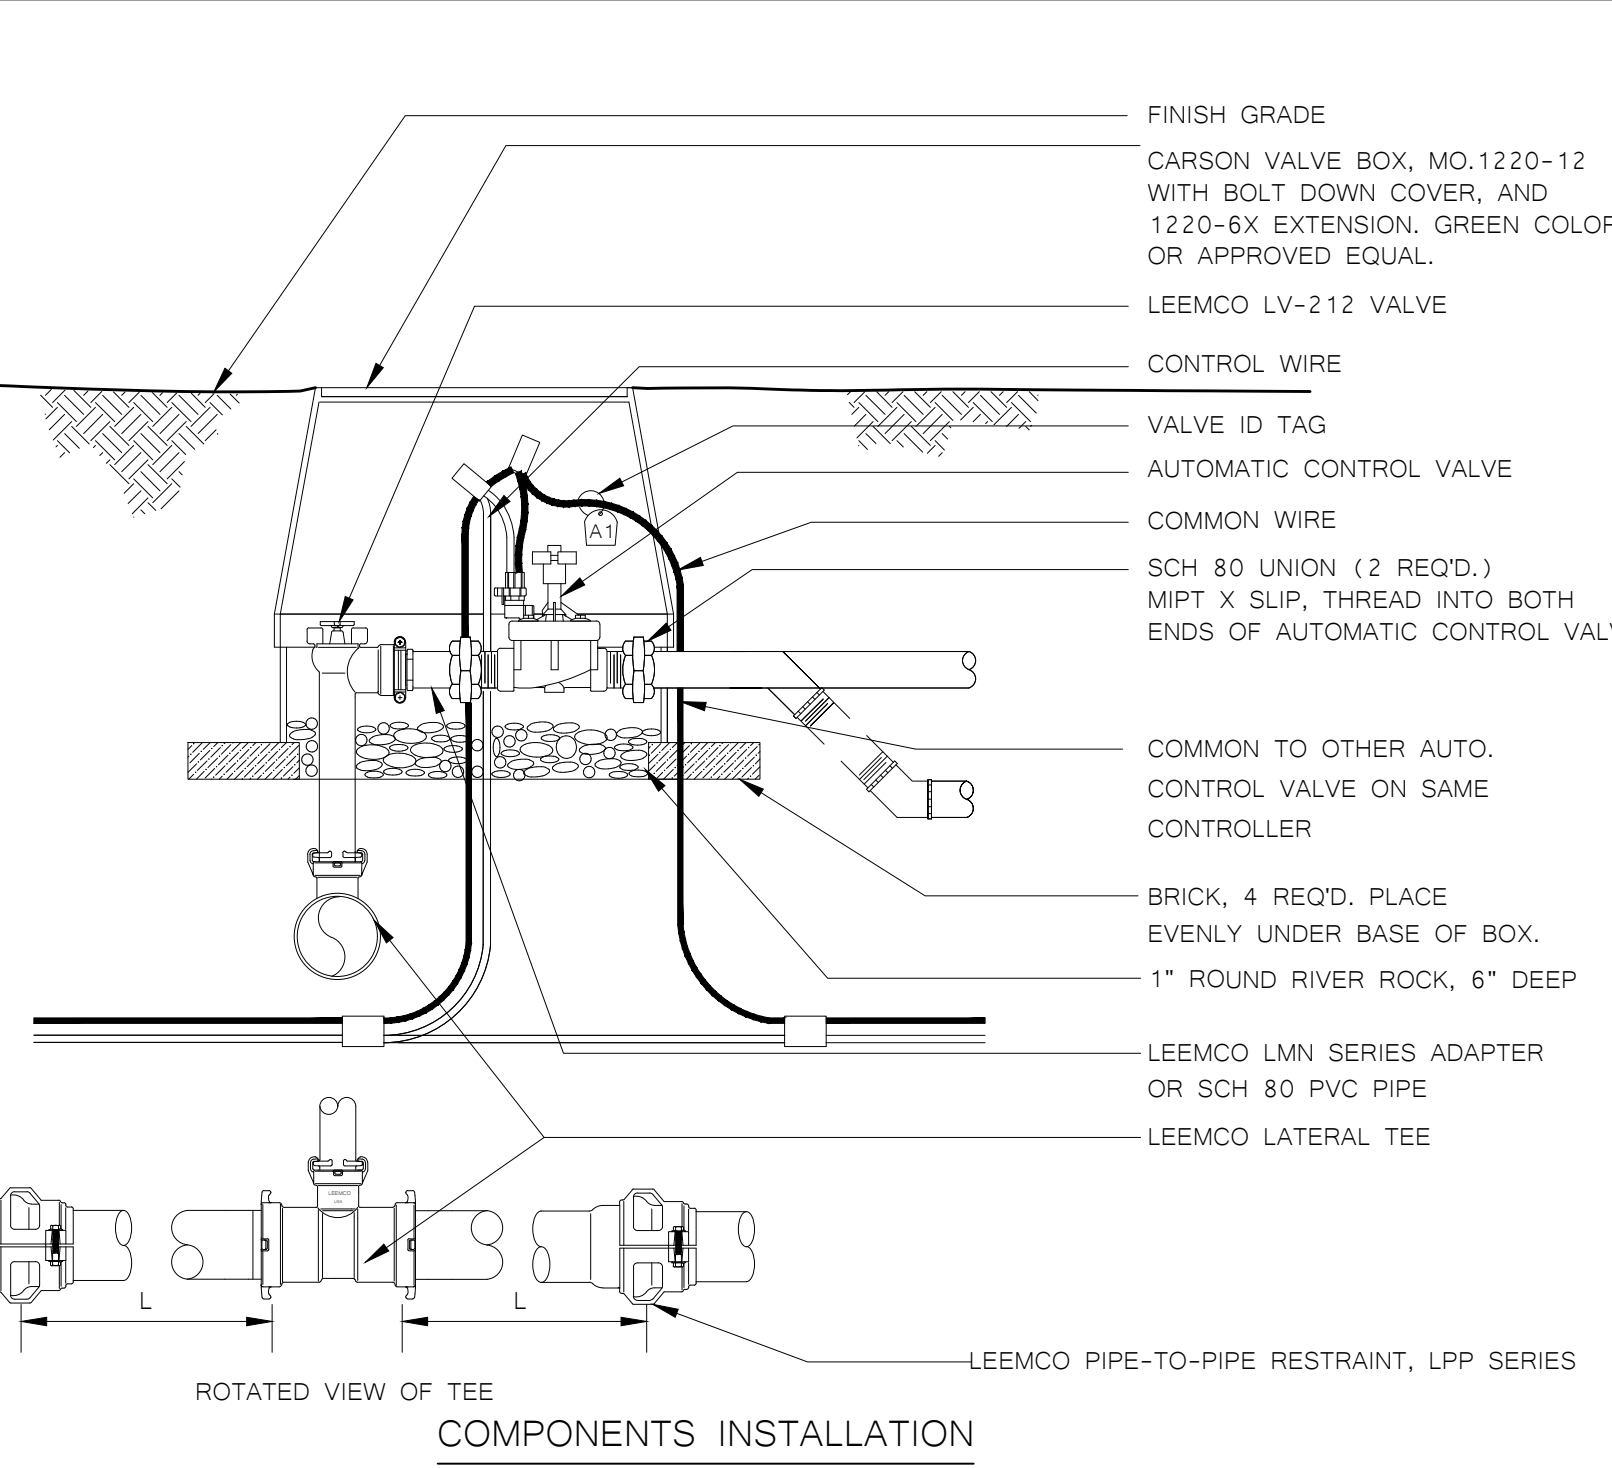 FINISH GRADE
CARSON VALVE BOX, MO.1220-12
WITH BOLT DOWN COVER, AND
1220-6X EXTENSION. GREEN COLOR
OR APPROVED EQUAL.
LEEMCO LV-212 VALVE
CONTROL WIRE
VALVE ID TAG
AUTOMATIC CONTROL VALVE
A1
COMMON WIRE
SCH 80 UNION (2 REQ'D.)
MIPT X SLIP, THREAD INTO BOTH
ENDS OF AUTOMATIC CONTROL VALV
COMMON TO OTHER AUTO.
CONTROL VALVE ON SAME
CONTROLLER
BRICK, 4 REQ'D. PLACE
EVENLY UNDER BASE OF BOX.
1" ROUND RIVER ROCK, 6" DEEP
LEEMCO LMN SERIES ADAPTER
OR SCH 80 PVC PIPE
LEEMCO LATERAL TEE
LEEMCO
L L
LEEMCO PIPE-TO-PIPE RESTRAINT, LPP SERIES
ROTATED VIEW OF TEE
COMPONENTS INSTALLATION